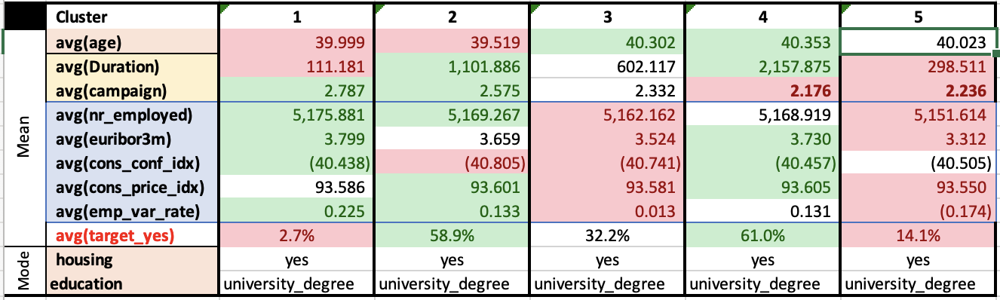 Cluster 1 2 3 4 5
Mean
avg(age) 39.999 39.519 40.302 40.353 40.023
avg(Duration) 111.181 1,101.886 602.117 2,157.875 298.511
avg(campaign) 2.787 2.575 2.332 2.176 2.236
avg(nr_employed) 5,175.881 5,169.267 5,162.162 5,168.919 5,151.614
avg(euribor3m) 3.799 3.659 3.524 3.730 3.312
avg(cons_conf_idx) (40.438) (40.805) (40.741) (40.457) (40.505)
avg(cons_price_idx) 93.586 93.601 93.581 93.605 93.550
avg(emp_var_rate) 0.225 0.133 0.013 0.131 (0.174)
avg(target_yes) 2.7% 58.9% 32.2% 61.0% 14.1%
Mode
housing yes yes yes yes yes
education university_degree university_degree university_degree university_degree university_degree